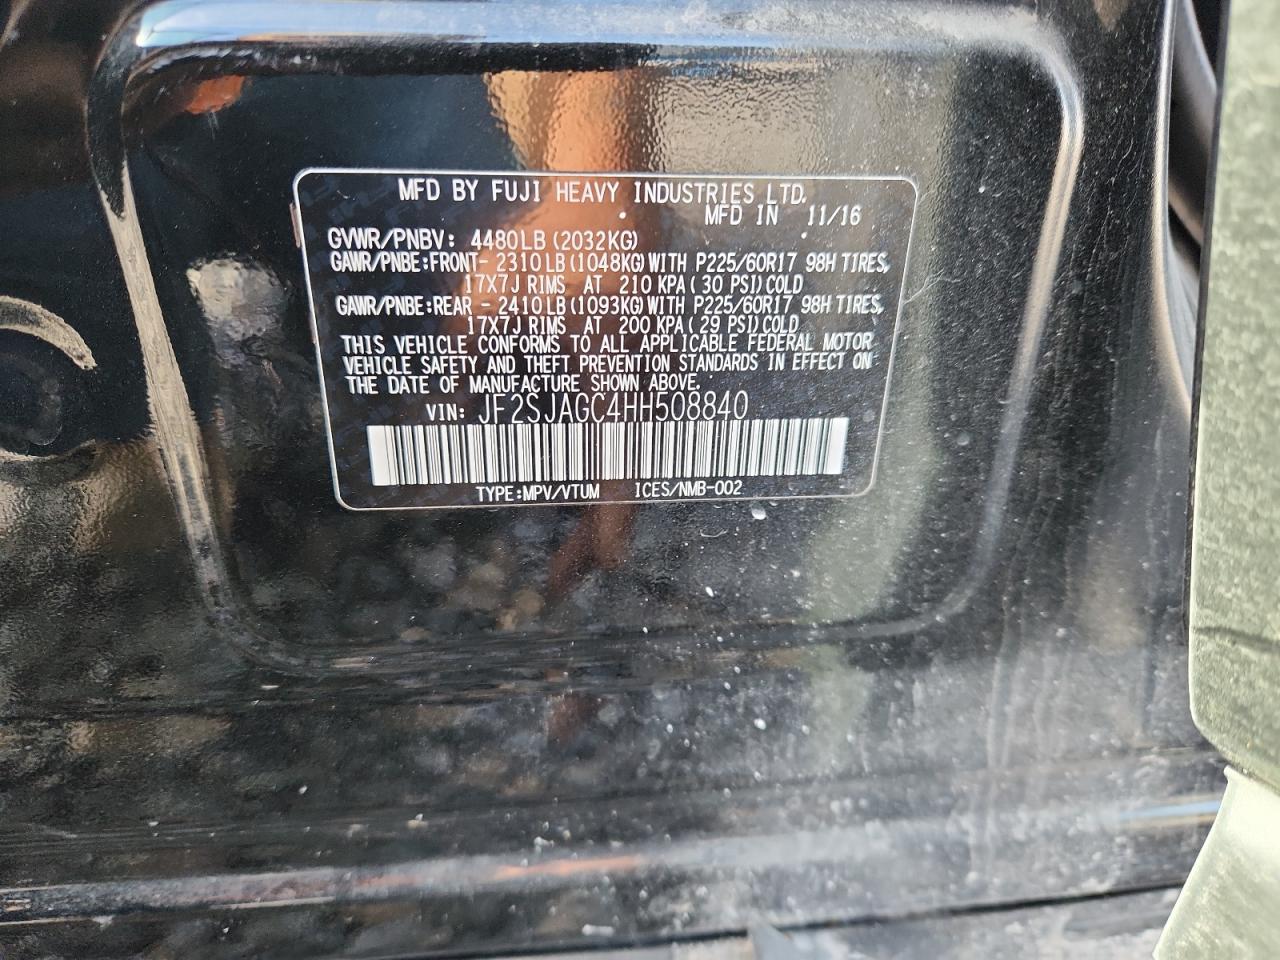 MFD BY FUJI HEAVY INDUSTRIES LTD.
MFD IN 11/16
GVWR/PNBV: 4480LB (2032KG)
GAWR/PNBE:FRONT- 2310LB(1048KG)WITH P225/60R17 98H TIRES,
17X7J RIMS AT 210 KPA(30 PSI)COLD
GAWR/PNBE:REAR - 2410LB(1093KG)WITH P225/60R17 98H TIRES,
17X7J RIMS AT 200 KPA(29 PSI)COLD
THIS VEHICLE CONFORMS TO ALL APPLICABLE FEDERAL MOTOR
VEHICLE SAFETY AND THEFT PREVENTION STANDARDS IN EFFECT ON
THE DATE OF MANUFACTURE SHOWN ABOVE.
VIN: JF2SJAGC4HH508840
TYPE:MPV/VTUM ICES/NMB-002